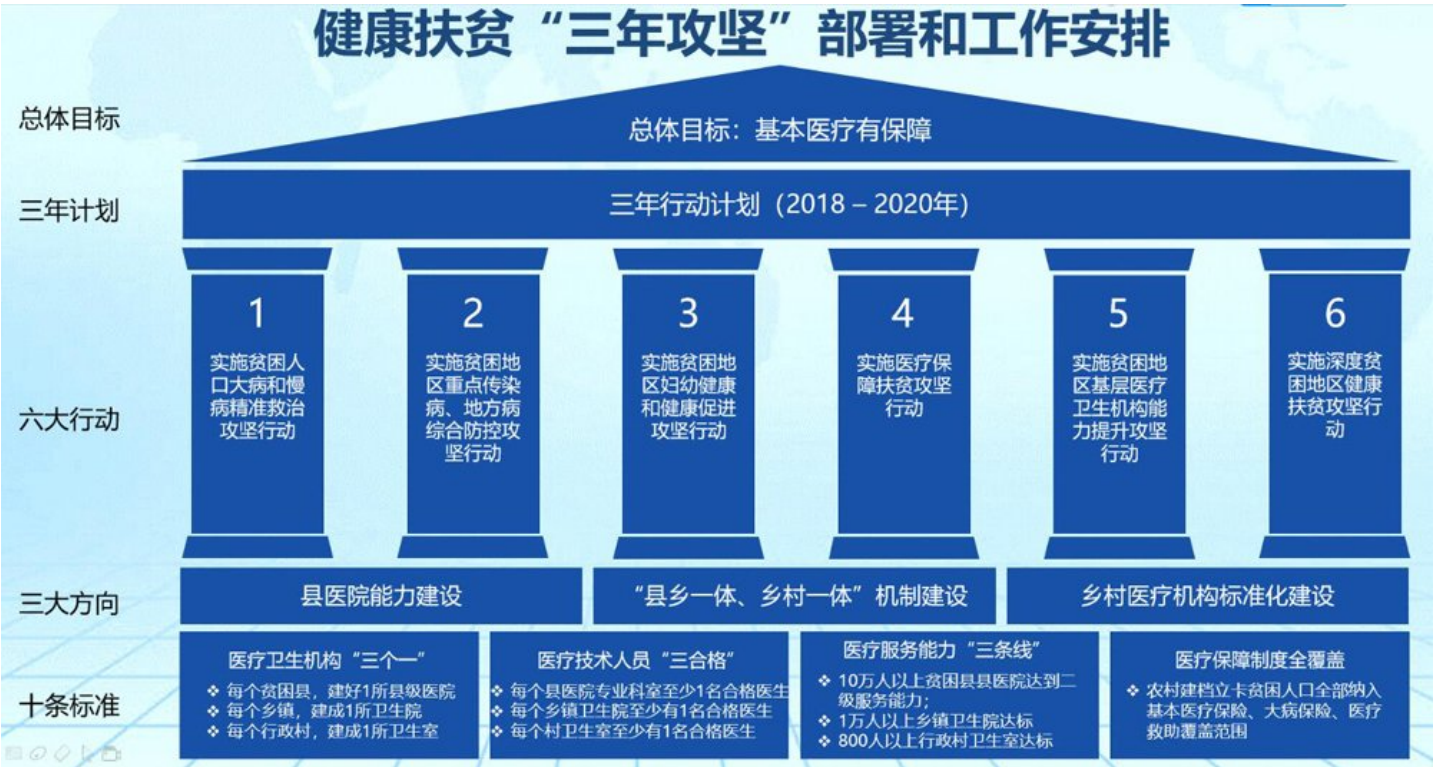 健康扶贫“三年攻坚”部署和工作安排
总体目标
总体目标：基本医疗有保障
三年计划
三年行动计划（2018 – 2020年）
六大行动
1
实施贫困人
口大病和慢
病精准救治
攻坚行动
2
实施贫困地
区重点传染
病、地方病
综合防控攻
坚行动
3
实施贫困地
区妇幼健康
和健康促进
攻坚行动
4
实施医疗保
障扶贫攻坚
行动
5
实施贫困地
区基层医疗
卫生机构能
力提升攻坚
行动
6
实施深度贫
困地区健康
扶贫攻坚行
动
三大方向
县医院能力建设
“县乡一体、乡村一体”机制建设
乡村医疗机构标准化建设
十条标准
医疗卫生机构“三个一”
❖ 每个贫困县，建好1所县级医院
❖ 每个乡镇，建成1所卫生院
❖ 每个行政村，建成1所卫生室
医疗技术人员“三合格”
❖ 每个县医院专业科室至少1名合格医生
❖ 每个乡镇卫生院至少有1名合格医生
❖ 每个村卫生室至少有1名合格医生
医疗服务能力“三条线”
❖ 10万人以上贫困县县医院达到二
级服务能力；
❖ 1万人以上乡镇卫生院达标
❖ 800人以上行政村卫生室达标
医疗保障制度全覆盖
❖ 农村建档立卡贫困人口全部纳入
基本医疗保险、大病保险、医疗
救助覆盖范围